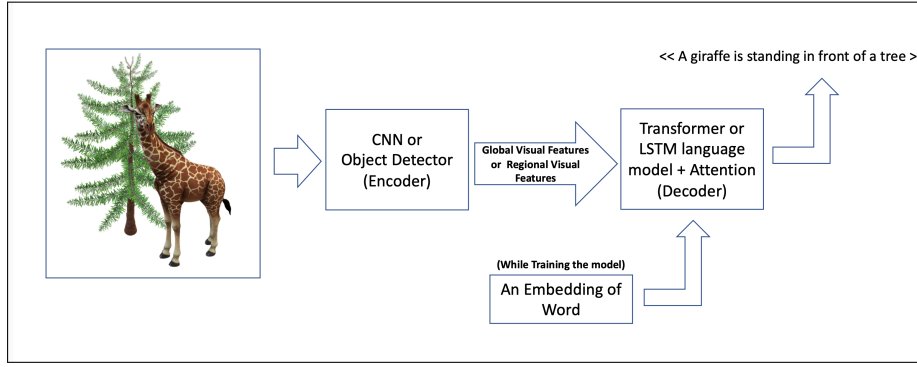 << A giraffe is standing in front of a tree >
CNN or
Object Detector
(Encoder)
Global Visual Features
or Regional Visual
Features
Transformer or
LSTM language
model + Attention
(Decoder)
(While Training the model)
An Embedding of
Word